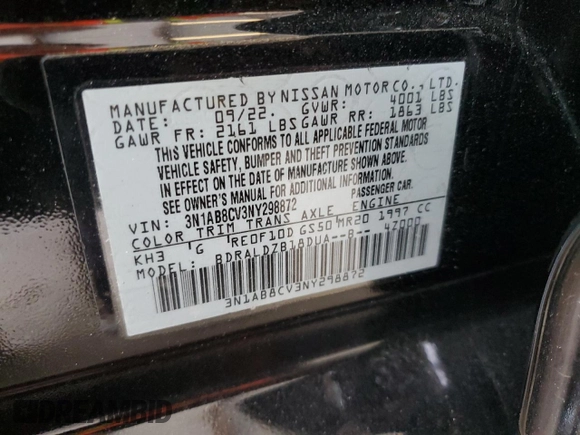 MANUFACTURED BY NISSAN MOTOR CO., LTD.
DATE: 09/22. GVWR: 4001 LBS
GAWR FR: 2161 LBS GAWR RR: 1863 LBS
THIS VEHICLE CONFORMS TO ALL APPLICABLE FEDERAL MOTOR
VEHICLE SAFETY, BUMPER AND THEFT PREVENTION STANDARDS
IN EFFECT ON THE DATE OF MANUFACTURE SHOWN ABOVE.
SEE OWNER'S MANUAL FOR ADDITIONAL INFORMATION.
VIN: 3N1AB8CV3NY298872 PASSENGER CAR.
COLOR TRIM TRANS AXLE ENGINE
KH3 G RE0F10D GS50 MR20 1997 CC
MODEL: BDRALDZB18DUA--8-- 4Z000
3N1AB8CV3NY298872
DREAMBID